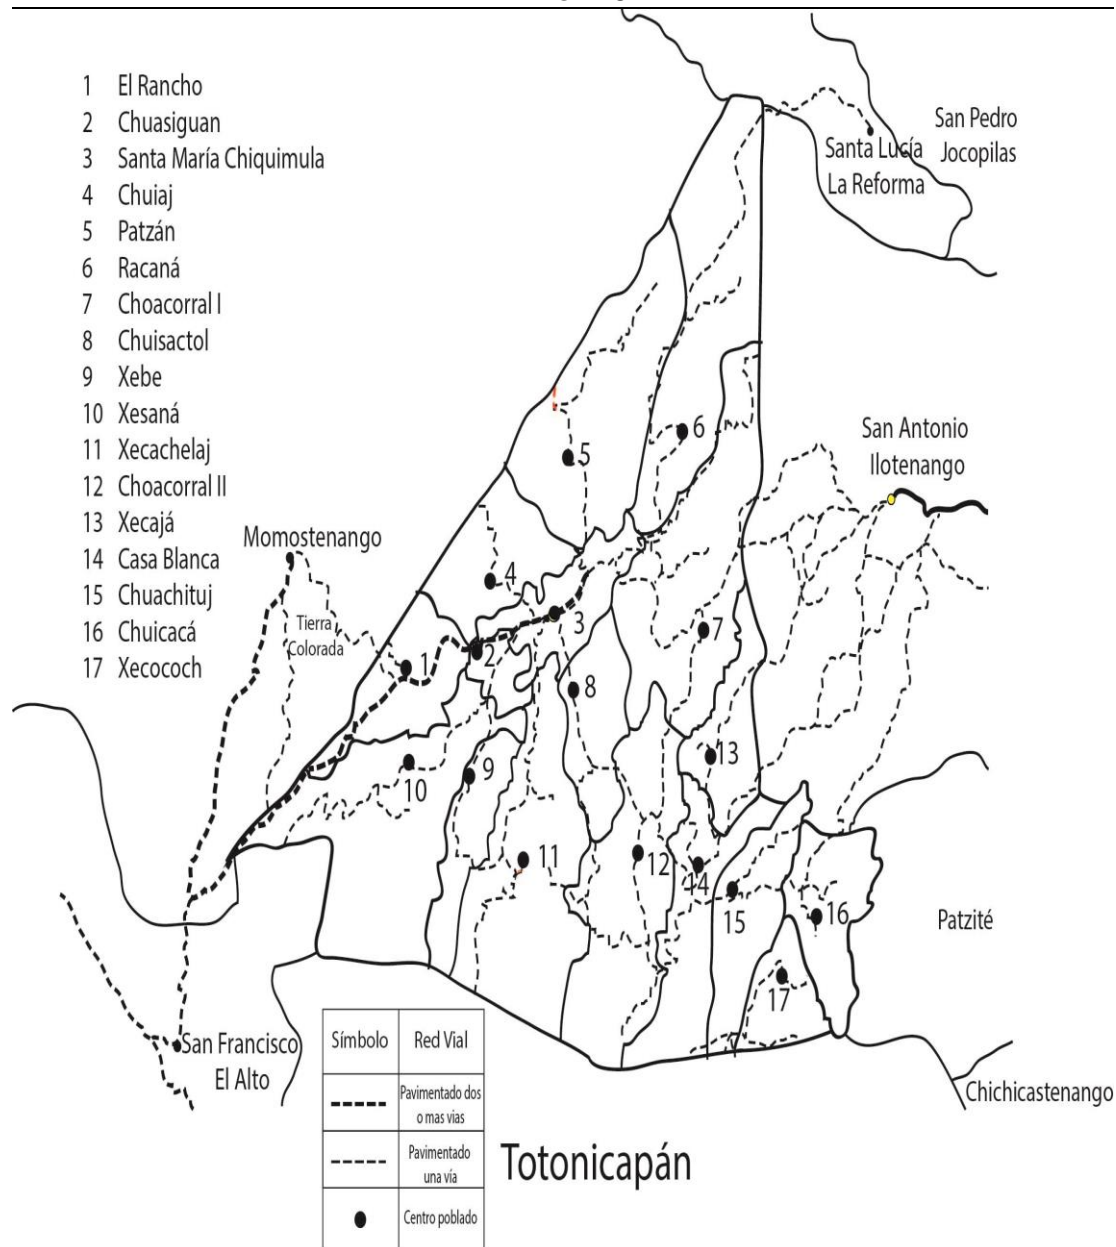 1 El Rancho
2 Chuasiguan
3 Santa María Chiquimula
4 Chuiaj
5 Patzán
6 Racaná
7 Choacorral I
8 Chuisactol
9 Xebe
10 Xesaná
11 Xecachelaj
12 Choacorral II
13 Xecajá
14 Casa Blanca
15 Chuachituj
16 Chuicacá
17 Xecococh
San Pedro
Jocopilas
Santa Lucía
La Reforma
San Antonio
Ilotenango
Momostenango
Tierra
Colorada
6
5
4
3
7
2
1
8
13
9
10
11
12
14
15
16
17
Patzité
San Francisco
El Alto
Chichicastenango
Símbolo Red Vial
Pavimentado dos
o mas vias
Pavimentado
una vía
Centro poblado
Totonicapán